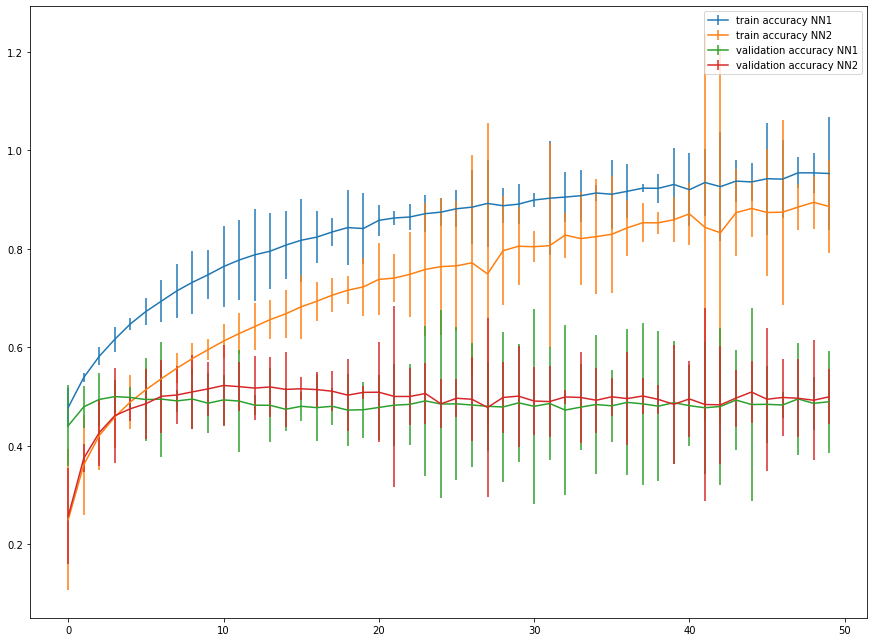 train accuracy NN1
train accuracy NN2
validation accuracy NN1
validation accuracy NN2
1.2
1.0
0.8
0.6
0.4
0.2
0 10 20 30 40 50